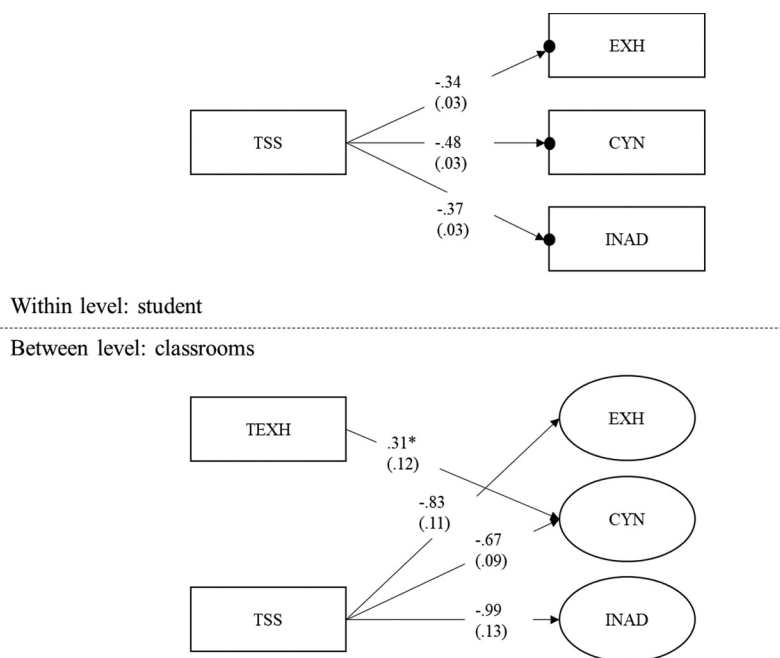 EXH
-.34
(.03)
TSS
-.48
(.03)
CYN
-.37
(.03)
INAD
Within level: student
Between level: classrooms
TEXH
.31*
(.12)
EXH
-.83
(.11)
CYN
-.67
(.09)
TSS
-.99
(.13)
INAD